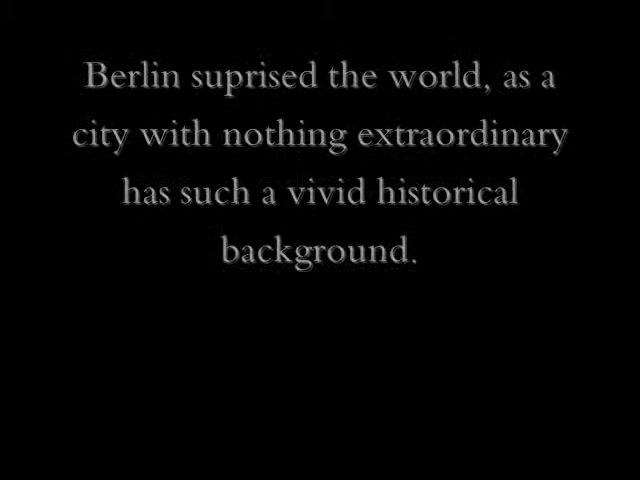 Berlin suprised the world, as a
city with nothing extraordinary
has such a vivid historical
background.